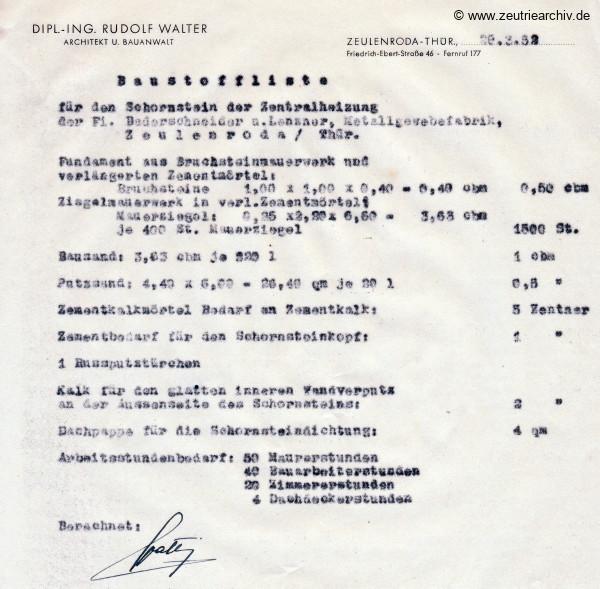 © www.zeutriearchiv.de
DIPL.-ING. RUDOLF WALTER
ARCHITEKT U. BAUANWALT
ZEULENRODA-THÜR., 20.3.52
Friedrich-Ebert-Straße 46 - Fernruf 177
Baustoffliste
für den Schornstein der Zentralheizung
der Fi. Bederschneider u.Lenzner, Metallgewebefabrik,
Zeulenroda/ Thür.
Fundament aus Bruchsteinmauerwerk und
verlängerten Zementmörtel:
Bruchsteine 1,00 x 1,00 x 0,40 = 0,40 cbm 0,50 cbm
Ziegelmauerwerk in verl.Zementmörtel;
Mauerziegel: 0,25 x2,20x 6,60 = 3,63 cbm
je 400 St. Mauerziegel 1500 St.
Bausand: 3,63 cbm je 320 l 1 cbm
Putzsand: 4,40 x 6,00 = 26,40 qm je 20 l 0,5 "
Zementkalkmörtel Bedarf an Zementkalk: 5 Zentner
Zementbedarf für den Schornsteinkopf: 1 "
1 Russputztürchen
Kalk für den glatten inneren Wandverputz
an der Aussenseite des Schornsteins: 2 "
Dachpappe für die Schornsteindichtung: 4 qm
Arbeitsstundenbedarf: 50 Maurerstunden
40 Bauarbeiterstunden
20 Zimmererstunden
4 Dachdeckerstunden
Berechnet: